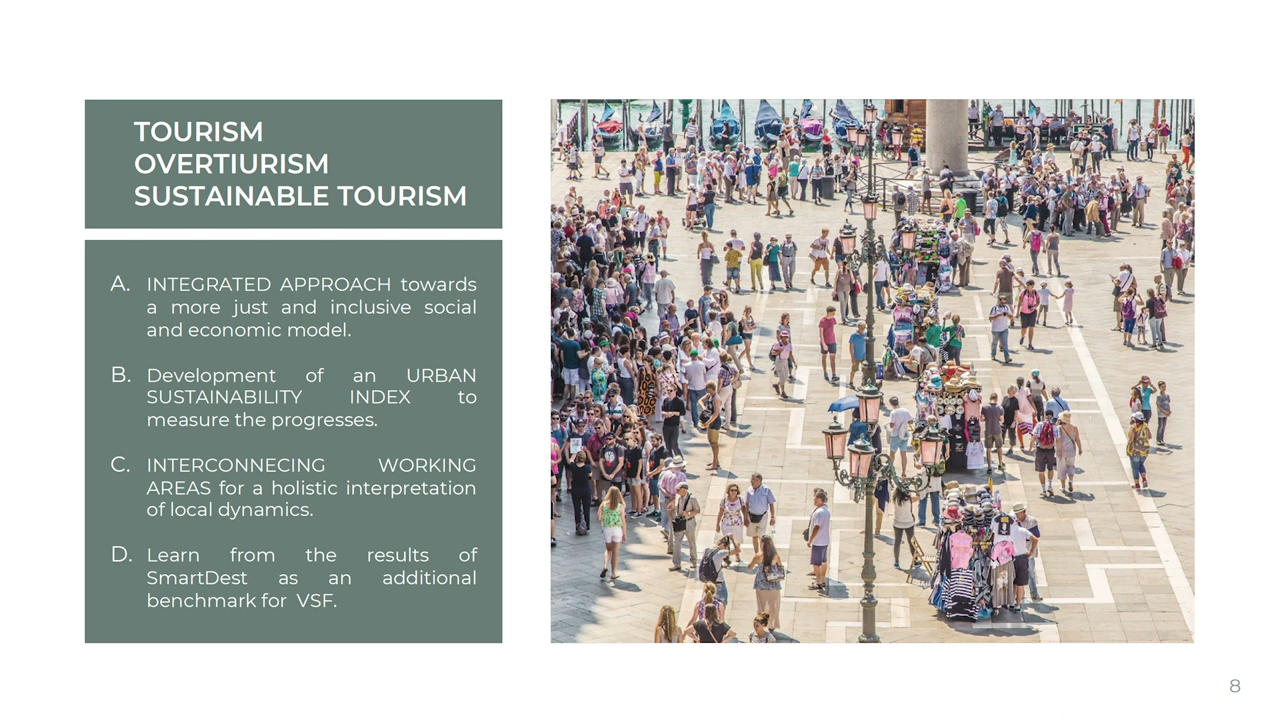 TOURISM
OVERTIURISM
SUSTAINABLE TOURISM
A. INTEGRATED APPROACH towards
a more just and inclusive social
and economic model.
B. Development of an URBAN
SUSTAINABILITY INDEX to
measure the progresses.
C. INTERCONNECING WORKING
AREAS for a holistic interpretation
of local dynamics.
D. Learn from the results of
SmartDest as an additional
benchmark for VSF.
8